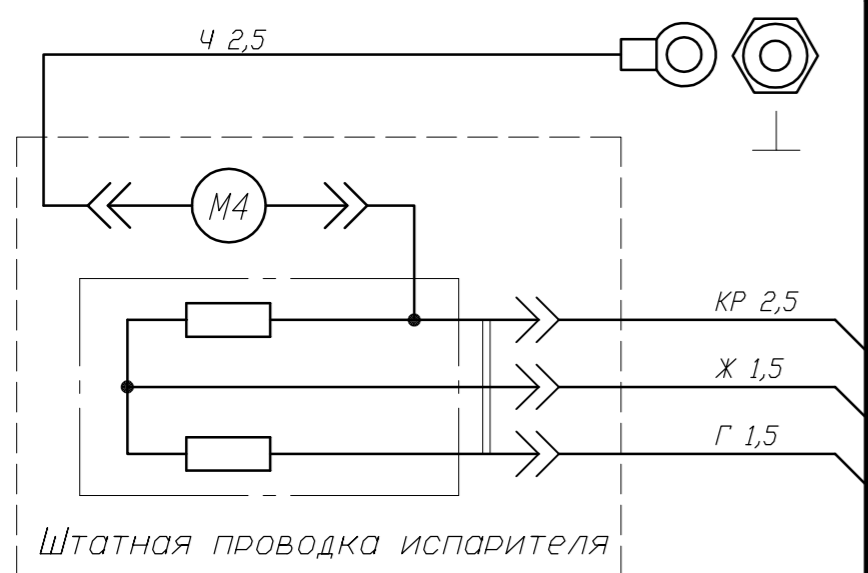 Ч 2,5
М4
КР 2,5
Ж 1,5
Г 1,5
Штатная проводка испарителя